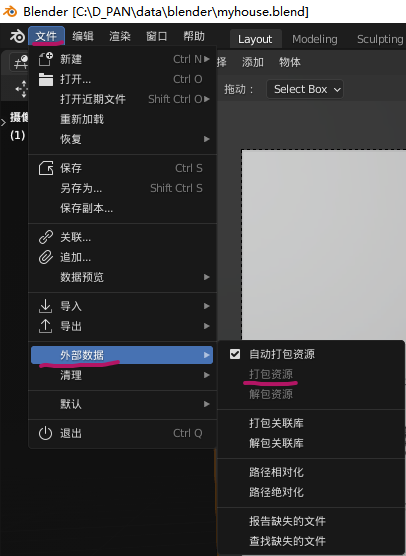 Blender [C:\D_PAN\data\blender\myhouse.blend]
文件 编辑 渲染 窗口 帮助 Layout Modeling Sculpting
新建 Ctrl N
打开... Ctrl O
打开近期文件 Shift Ctrl O
重新加载
恢复
保存 Ctrl S
另存为... Shift Ctrl S
保存副本...
关联...
追加...
数据预览
导入
导出
外部数据
清理
默认
退出 Ctrl Q
选择 添加 物体
拖动： Select Box
摄像
(1)
自动打包资源
打包资源
解包资源
打包关联库
解包关联库
路径相对化
路径绝对化
报告缺失的文件
查找缺失的文件